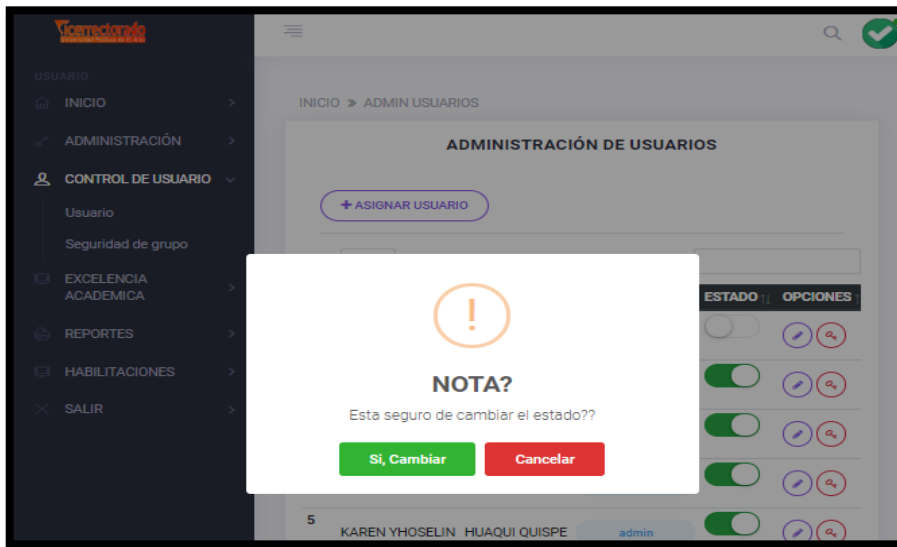 Vicerrectorado
USUARIO
INICIO
ADMINISTRACIÓN
CONTROL DE USUARIO
Usuario
Seguridad de grupo
EXCELENCIA
ACADEMICA
REPORTES
HABILITACIONES
SALIR
INICIO » ADMIN USUARIOS
ADMINISTRACIÓN DE USUARIOS
+ ASIGNAR USUARIO
ESTADO OPCIONES
!
NOTA?
Esta seguro de cambiar el estado??
Si, Cambiar Cancelar
5 KAREN YHOSELIN HUAQUI QUISPE admin